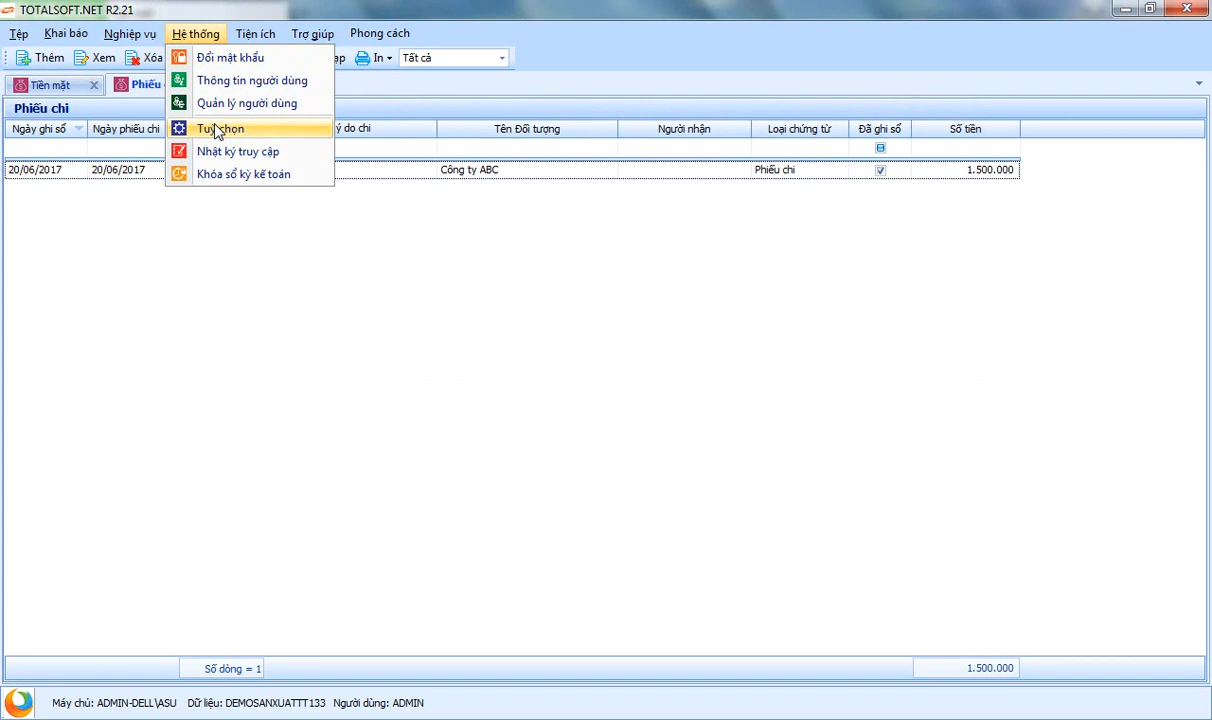 TOTALSOFT.NET R2.21
Tệp Khai báo Nghiệp vụ Hệ thống Tiện ích Trợ giúp Phong cách
Thêm Xem Xóa In Tất cả
Đổi mật khẩu
Thông tin người dùng
Quản lý người dùng
Nhật ký truy cập
Khóa sổ kỳ kế toán
Tiền mặt Phiếu
Phiếu chi
Ngày ghi sổ Ngày phiếu chi do chi Tên Đối tượng Người nhận Loại chứng từ Đã ghi sổ Số tiền
20/06/2017 20/06/2017 Công ty ABC Phiếu chi 1.500.000
Số dòng = 1 1.500.000
Máy chủ: ADMIN-DELL\ASU Dữ liệu: DEMOSANXUATTT133 Người dùng: ADMIN